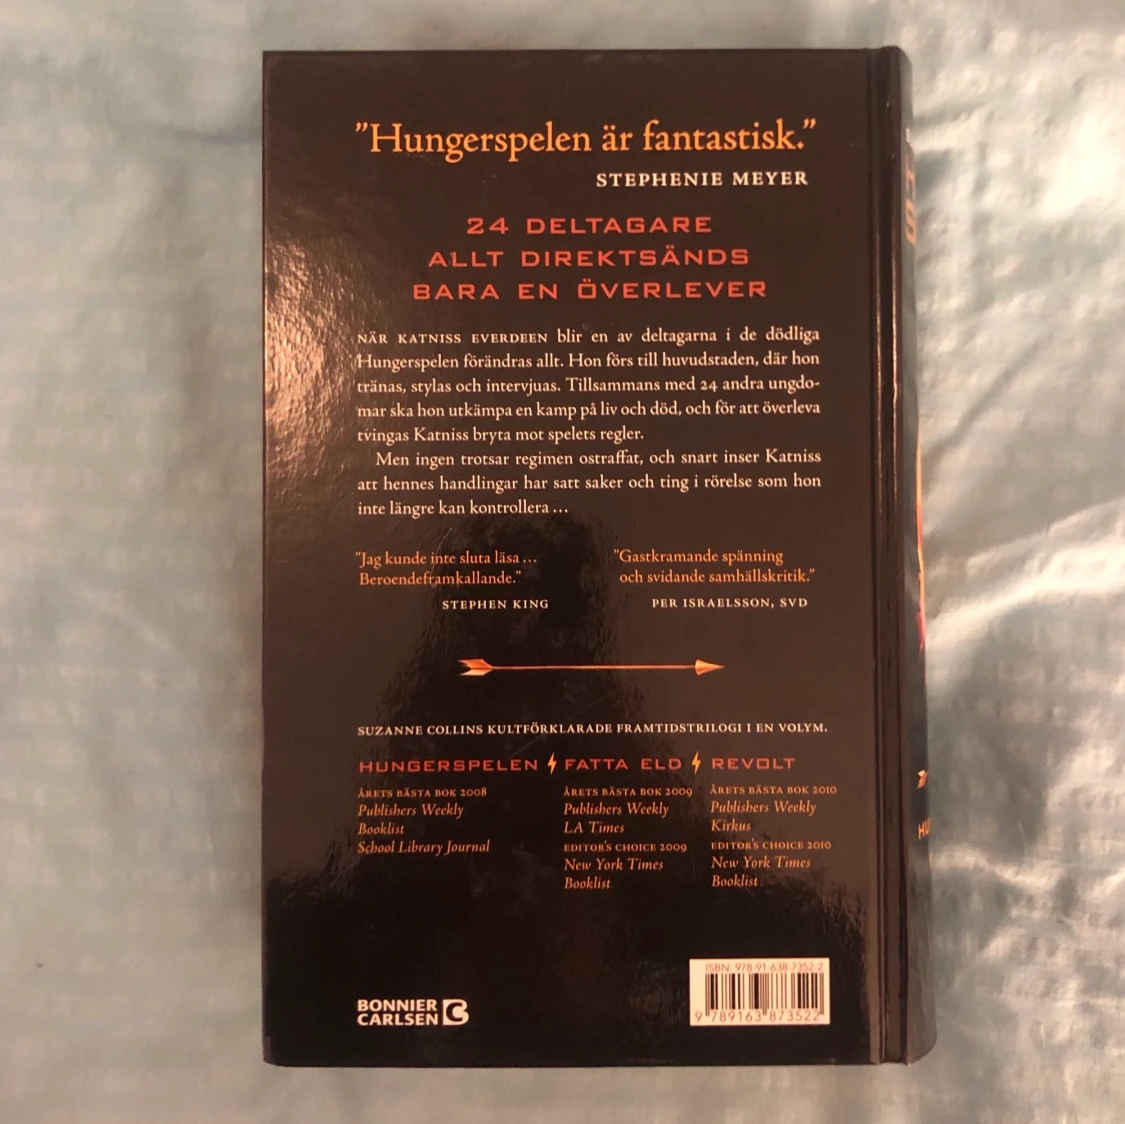 ”Hungerspelen är fantastisk.”
STEPHENIE MEYER
24 DELTAGARE
ALLT DIREKTSÄNDS
BARA EN ÖVERLEVER
NÄR KATNISS EVERDEEN blir en av deltagarna i de dödliga
Hungerspelen förändras allt. Hon förs till huvudstaden, där hon
tränas, stylas och intervjuas. Tillsammans med 24 andra ungdo-
mar ska hon utkämpa en kamp på liv och död, och för att överleva
tvingas Katniss bryta mot spelets regler.
Men ingen trotsar regimen ostraffat, och snart inser Katniss
att hennes handlingar har satt saker och ting i rörelse som hon
inte längre kan kontrollera ...
”Jag kunde inte sluta läsa ...
Beroendeframkallande.”
STEPHEN KING
”Gastkramande spänning
och svidande samhällskritik.”
PER ISRAELSSON, SVD
SUZANNE COLLINS KULTFÖRKLARADE FRAMTIDSTRILOGI I EN VOLYM.
HUNGERSPELEN FATTA ELD REVOLT
ÅRETS BÄSTA BOK 2008
Publishers Weekly
Booklist
School Library Journal
ÅRETS BÄSTA BOK 2009
Publishers Weekly
LA Times
EDITOR'S CHOICE 2009
New York Times
Booklist
ÅRETS BÄSTA BOK 2010
Publishers Weekly
Kirkus
EDITOR'S CHOICE 2010
New York Times
Booklist
BONNIER
CARLSEN
ISBN 978-91-638-7352-2
9 789163 873522